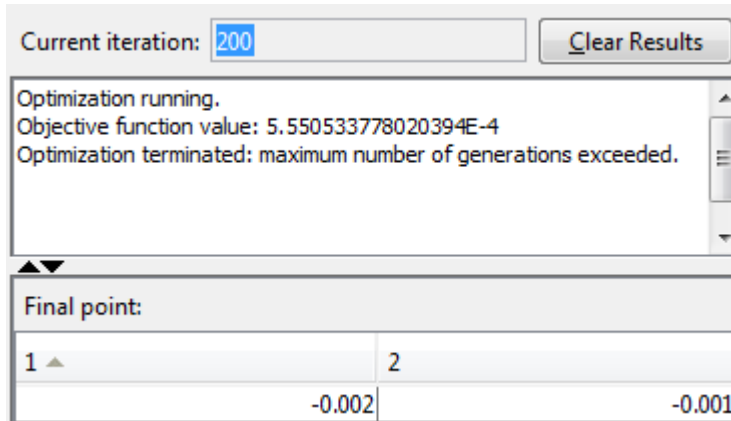 Current iteration: 200 Clear Results
Optimization running.
Objective function value: 5.550533778020394E-4
Optimization terminated: maximum number of generations exceeded.
Final point:
1 2
-0.002 -0.001